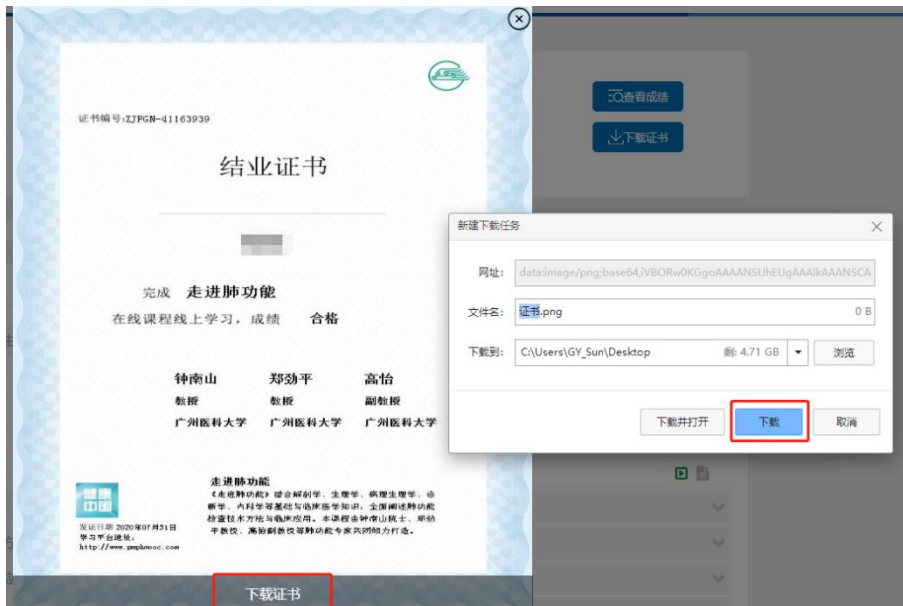 证书编号:ZJFGN-41163939
结业证书
完成 走进肺功能
在线课程线上学习，成绩 合格
钟南山 郑劲平 高怡
教授 教授 副教授
广州医科大学 广州医科大学 广州医科大学
健康
中国
发证日期 2020年07月31日
学习平台地址:
http://www.pmphmooc.com
走进肺功能
《走进肺功能》结合解剖学、生理学、病理生理学、诊
断学、内科学等基础与临床医学知识，全面阐述肺功能
检查技术方法与临床应用。本课程由钟南山院士、郑劲
平教授、高怡副教授等肺功能专家共同倾力打造。
下载证书
查看成绩
下载证书
新建下载任务
网址: data:image/png;base64,iVBORw0KGgoAAAANSUhEUgAAAlkAAANSCA
文件名: 证书.png 0 B
下载到: C:\Users\GY_Sun\Desktop 剩: 4.71 GB 浏览
下载并打开 下载 取消